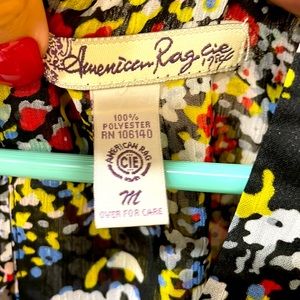 American Rag cie
1984
100%
POLYESTER
RN 106140
AMERICAN RAG
CIE
M
OVER FOR CARE